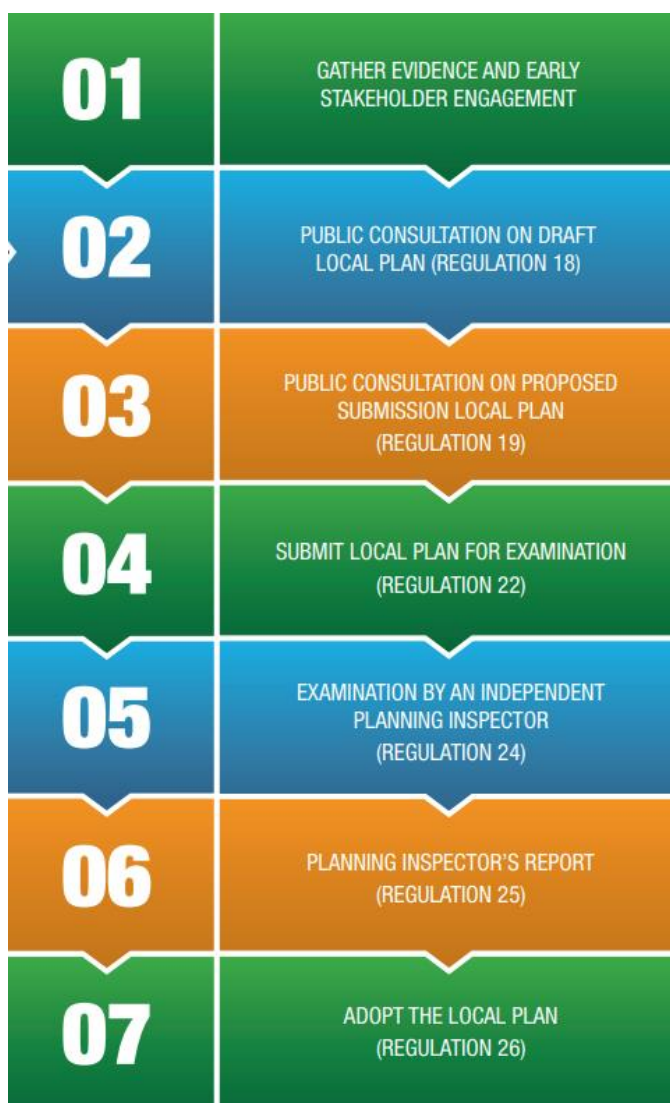 01
GATHER EVIDENCE AND EARLY
STAKEHOLDER ENGAGEMENT
02
PUBLIC CONSULTATION ON DRAFT
LOCAL PLAN (REGULATION 18)
03
PUBLIC CONSULTATION ON PROPOSED
SUBMISSION LOCAL PLAN
(REGULATION 19)
04
SUBMIT LOCAL PLAN FOR EXAMINATION
(REGULATION 22)
05
EXAMINATION BY AN INDEPENDENT
PLANNING INSPECTOR
(REGULATION 24)
06
PLANNING INSPECTOR'S REPORT
(REGULATION 25)
07
ADOPT THE LOCAL PLAN
(REGULATION 26)